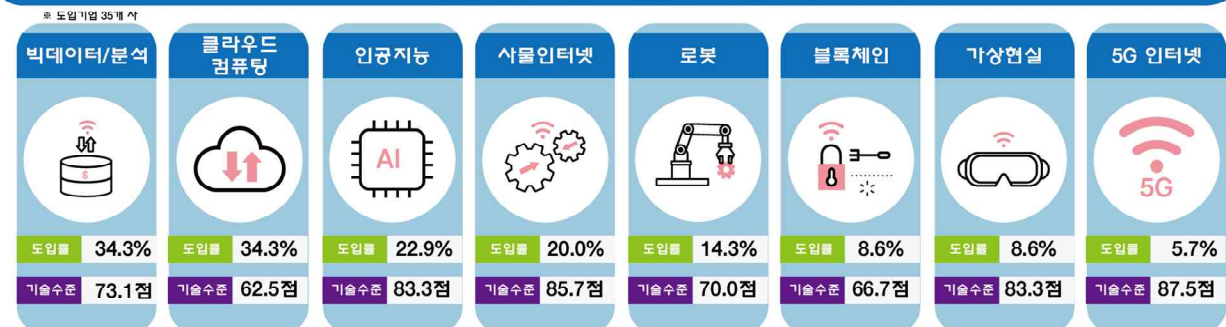 ※ 도입기업 35개 사
빅데이터/분석
클라우드
컴퓨팅
인공지능
사물인터넷
로봇
블록체인
가상현실
5G 인터넷
$
AI
5G
도입률 34.3%
도입률 34.3%
도입률 22.9%
도입률 20.0%
도입률 14.3%
도입률 8.6%
도입률 8.6%
도입률 5.7%
기술수준 73.1점
기술수준 62.5점
기술수준 83.3점
기술수준 85.7점
기술수준 70.0점
기술수준 66.7점
기술수준 83.3점
기술수준 87.5점